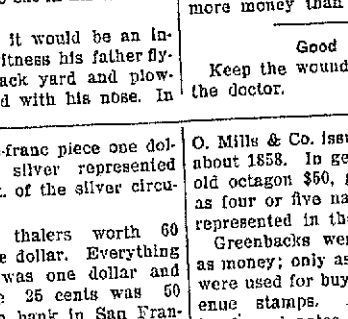 it would be an in-
itness his father fly-
ack yard and plow-
d with his nose. In
more money than
Good
Keep the wound
the doctor.
-franc piece one dol-
silver represented
. of the silver circu-
thalers worth 60
e dollar. Everything
was one dollar and
25 cents was 50
bank in San Fran-
O. Mills & Co. issu
about 1858. In ge
old octagon $50,
as four or five na
represented in th
Greenbacks wer
as money; only as
were used for buy
enue stamps.